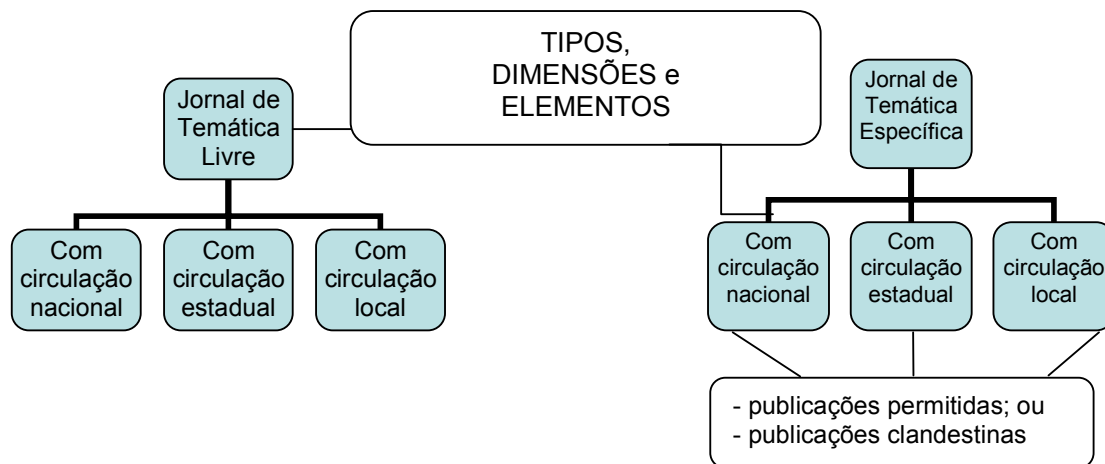 TIPOS,
DIMENSÕES e
ELEMENTOS
Jornal de
Temática
Livre
Jornal de
Temática
Específica
Com
circulação
nacional
Com
circulação
estadual
Com
circulação
local
Com
circulação
nacional
Com
circulação
estadual
Com
circulação
local
- publicações permitidas; ou
- publicações clandestinas